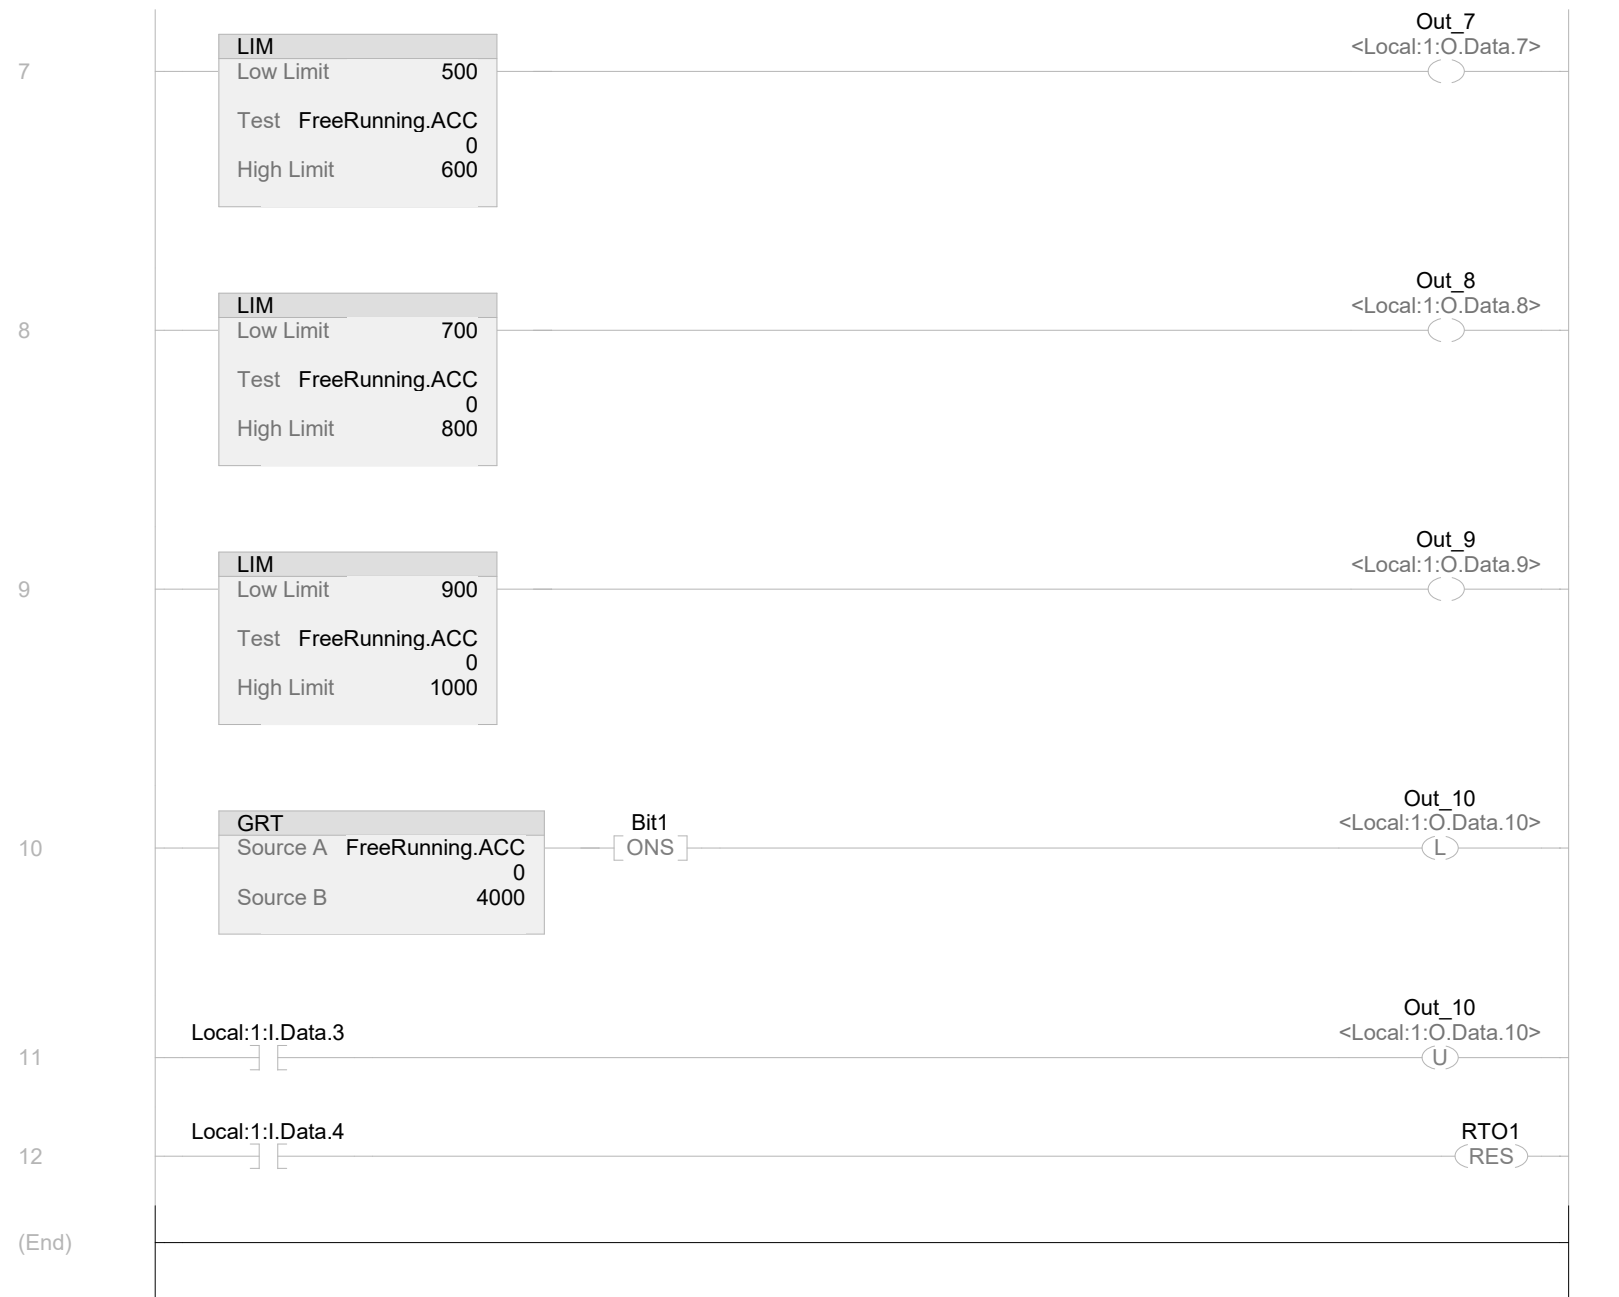 Out_7
<Local:1:O.Data.7>
7
LIM
Low Limit 500
Test FreeRunning.ACC
0
High Limit 600
Out_8
<Local:1:O.Data.8>
8
LIM
Low Limit 700
Test FreeRunning.ACC
0
High Limit 800
Out_9
<Local:1:O.Data.9>
9
LIM
Low Limit 900
Test FreeRunning.ACC
0
High Limit 1000
Out_10
<Local:1:O.Data.10>
10
GRT
Source A FreeRunning.ACC
0
Source B 4000
Bit1
ONS
L
Out_10
<Local:1:O.Data.10>
Local:1:I.Data.3
11
U
Local:1:I.Data.4
RTO1
12
RES
(End)